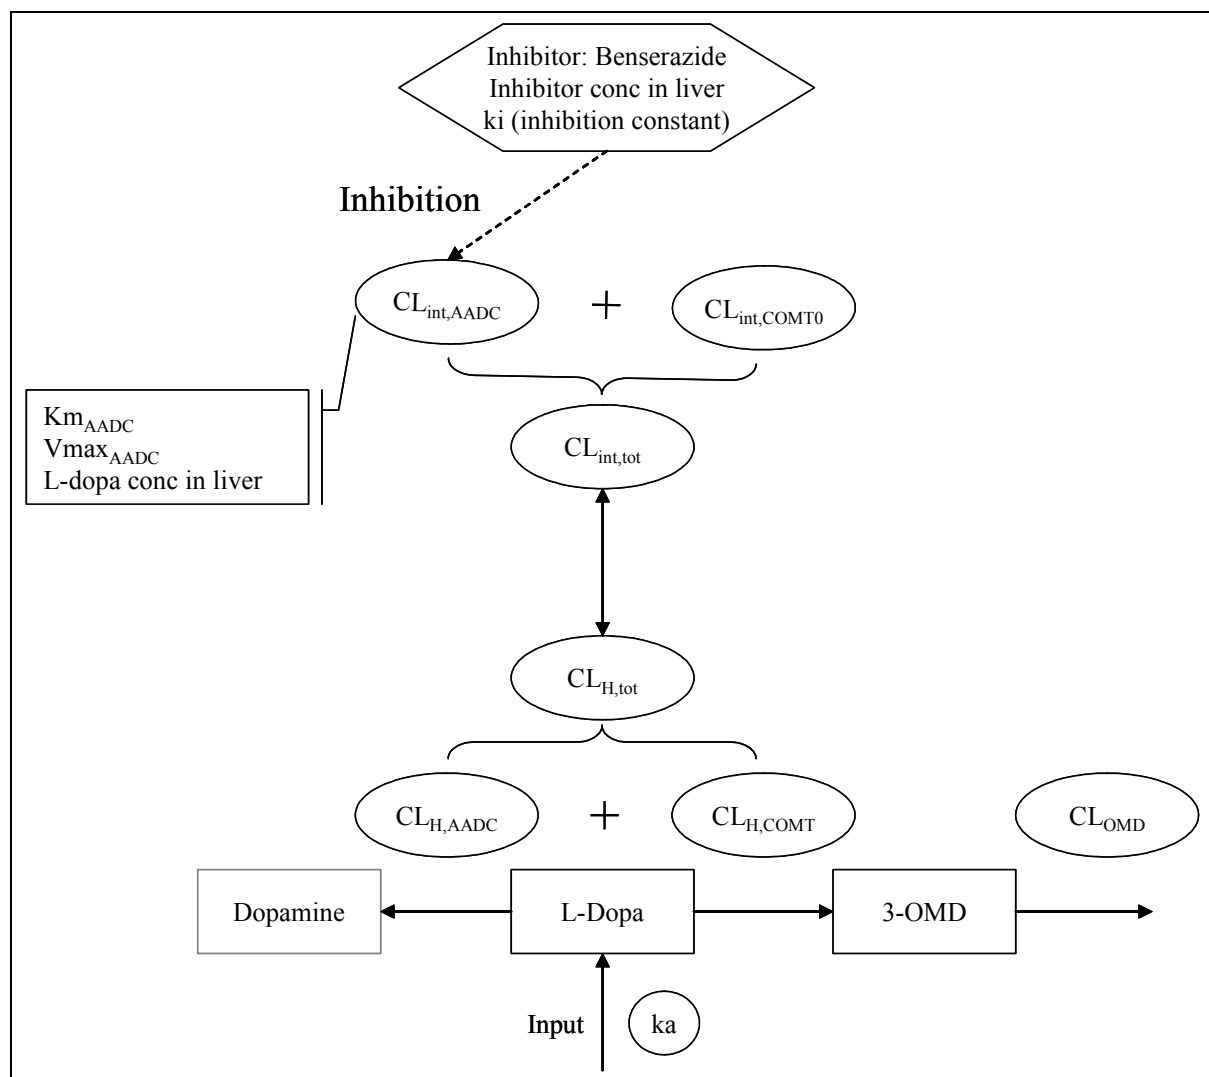 Inhibitor: Benserazide
Inhibitor conc in liver
ki (inhibition constant)
Inhibition
CLint,AADC
+
CLint,COMT0
KmAADC
VmaxAADC
L-dopa conc in liver
CLint,tot
CLH,tot
CLH,AADC
+
CLH,COMT
CLOMD
Dopamine
L-Dopa
3-OMD
Input
ka